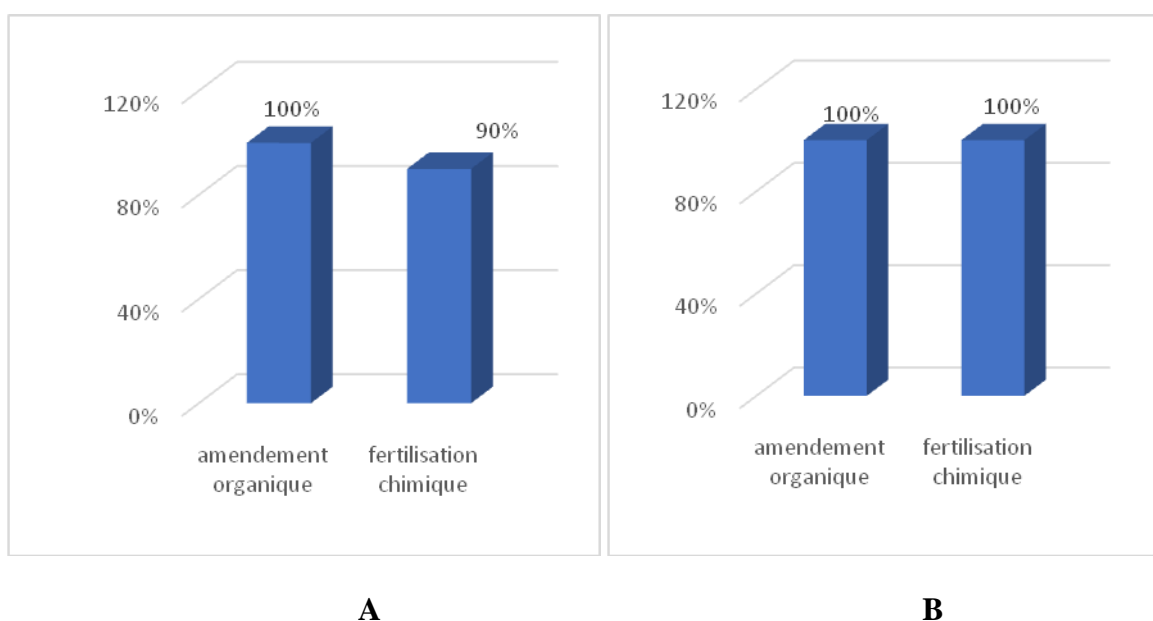 120%
100%
90%
80%
40%
0%
amendement
organique
fertilisation
chimique
120%
100%
100%
80%
40%
0%
amendement
organique
fertilisation
chimique
A
B